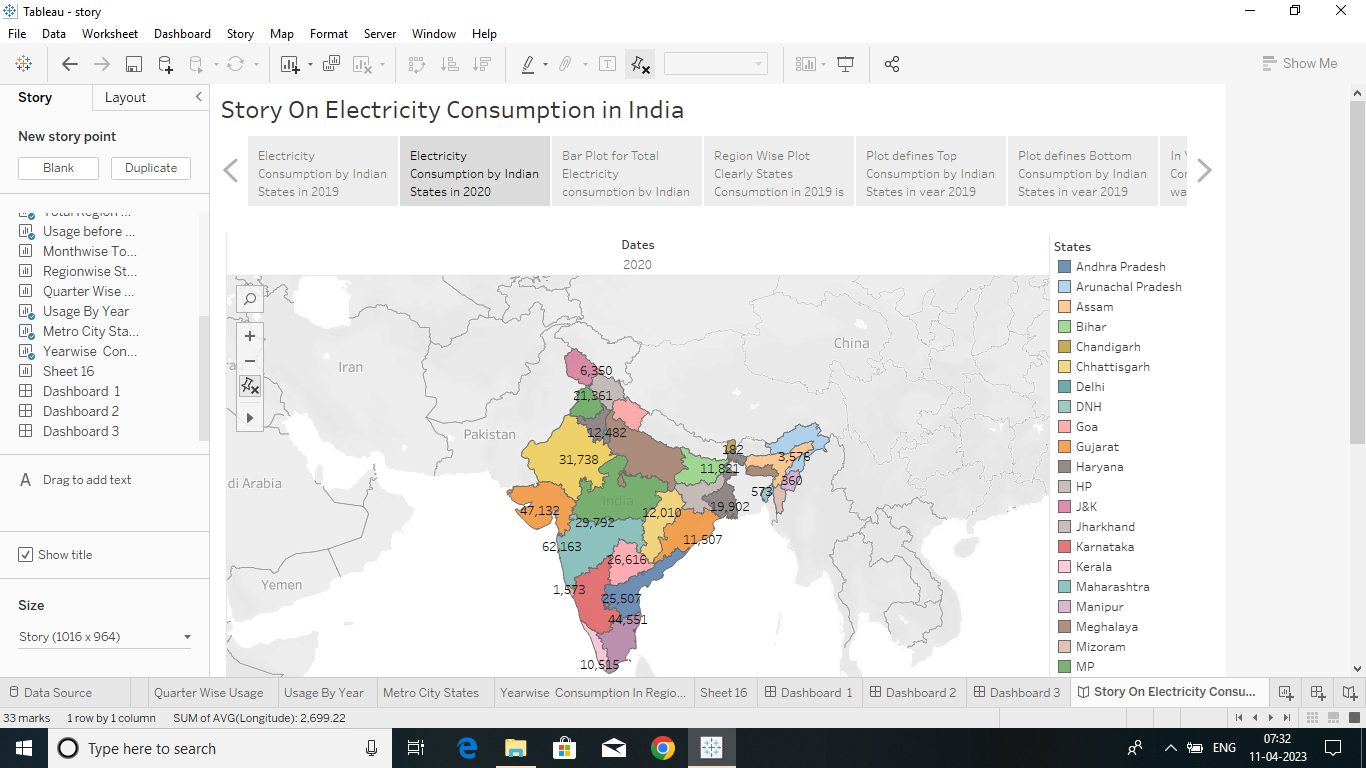 Tableau - story
File Data Worksheet Dashboard Story Map Format Server Window Help
Show Me
Story Layout
New story point
Blank Duplicate
Total Region ...
Usage before ...
Monthwise To...
Regionwise St...
Quarter Wise ...
Usage By Year
Metro City Sta...
Yearwise Con...
Sheet 16
Dashboard 1
Dashboard 2
Dashboard 3
A Drag to add text
Show title
Size
Story (1016 x 964)
Story On Electricity Consumption in India
Electricity
Consumption by Indian
States in 2019
Electricity
Consumption by Indian
States in 2020
Bar Plot for Total
Electricity
consumption by Indian
Region Wise Plot
Clearly States
Consumption in 2019 is
Plot defines Top
Consumption by Indian
States in year 2019
Plot defines Bottom
Consumption by Indian
States in year 2019
In
wa
Dates
2020
China
Iran
Pakistan
di Arabia
Yemen
India
6,350
21,361
12,482
31,738
182
3,576
11,821
360
573
47,132
12,010
19,902
29,792
11,507
62,163
26,616
1,573
25,507
44,551
10,515
States
Andhra Pradesh
Arunachal Pradesh
Assam
Bihar
Chandigarh
Chhattisgarh
Delhi
DNH
Goa
Gujarat
Haryana
HP
J&K
Jharkhand
Karnataka
Kerala
Maharashtra
Manipur
Meghalaya
Mizoram
MP
Data Source Quarter Wise Usage Usage By Year Metro City States Yearwise Consumption In Regio... Sheet 16 Dashboard 1 Dashboard 2 Dashboard 3 Story On Electricity Consu...
33 marks 1 row by 1 column SUM of AVG(Longitude): 2,699.22
Type here to search
ENG
07:32
11-04-2023